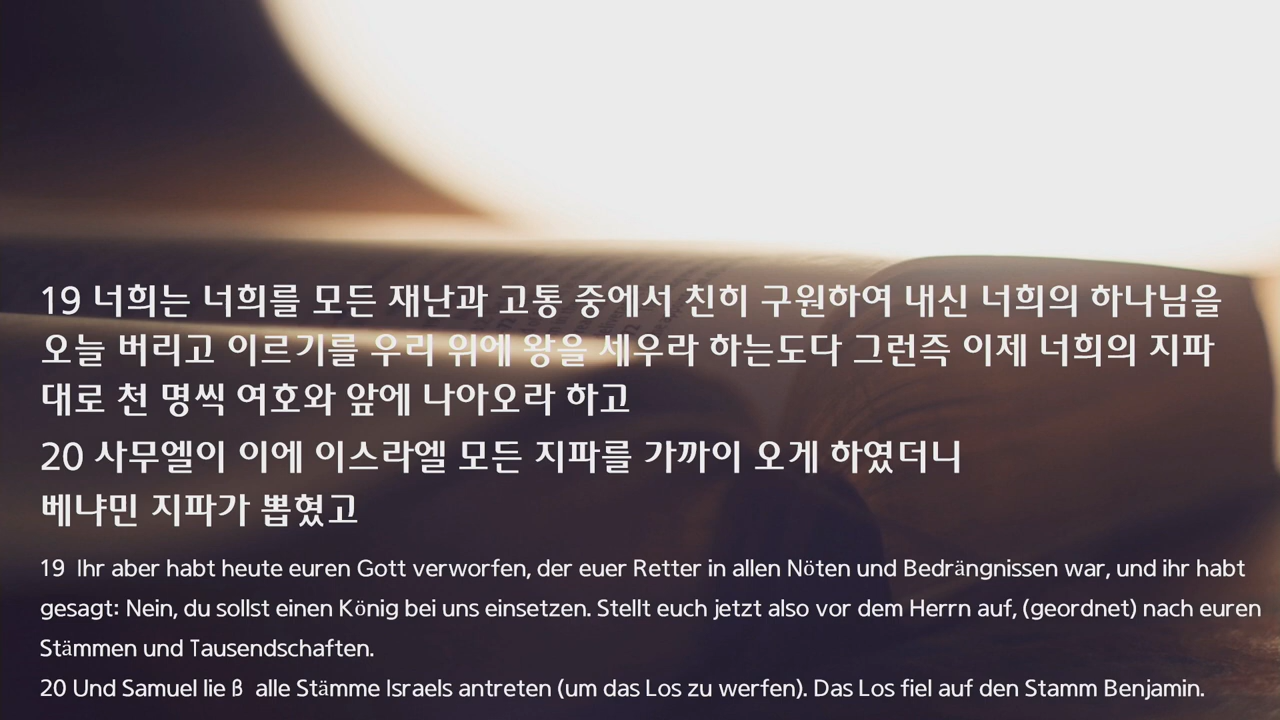 19 너희는 너희를 모든 재난과 고통 중에서 친히 구원하여 내신 너희의 하나님을
오늘 버리고 이르기를 우리 위에 왕을 세우라 하는도다 그런즉 이제 너희의 지파
대로 천 명씩 여호와 앞에 나아오라 하고
20 사무엘이 이에 이스라엘 모든 지파를 가까이 오게 하였더니
베냐민 지파가 뽑혔고
19 Ihr aber habt heute euren Gott verworfen, der euer Retter in allen Nöten und Bedrängnissen war, und ihr habt
gesagt: Nein, du sollst einen König bei uns einsetzen. Stellt euch jetzt also vor dem Herrn auf, (geordnet) nach euren
Stämmen und Tausendschaften.
20 Und Samuel lie ß alle Stämme Israels antreten (um das Los zu werfen). Das Los fiel auf den Stamm Benjamin.